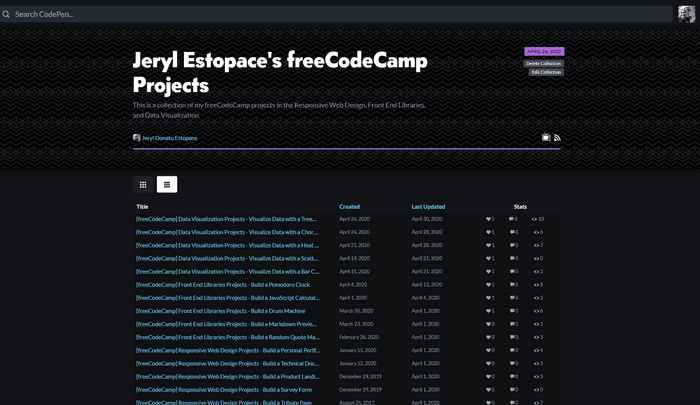 Search CodePen...
Jeryl Estopace's freeCodeCamp
Projects
APRIL 26, 2020
Delete Collection
Edit Collection
This is a collection of my freeCodeCamp projects in the Responsive Web Design, Front End Libraries,
and Data Visualization
Jeryl Donato Estopace
Title Created Last Updated Stats
[freeCodeCamp] Data Visualization Projects - Visualize Data with a Tree... April 26, 2020 April 30, 2020 1 0 10
[freeCodeCamp] Data Visualization Projects - Visualize Data with a Chor... April 24, 2020 April 28, 2020 1 0 6
[freeCodeCamp] Data Visualization Projects - Visualize Data with a Heat ... April 21, 2020 April 28, 2020 1 0 7
[freeCodeCamp] Data Visualization Projects - Visualize Data with a Scatt... April 19, 2020 April 21, 2020 1 0 0
[freeCodeCamp] Data Visualization Projects - Visualize Data with a Bar C... April 15, 2020 April 21, 2020 1 0 2
[freeCodeCamp] Front End Libraries Projects - Build a Pomodoro Clock April 4, 2020 April 13, 2020 1 0 8
[freeCodeCamp] Front End Libraries Projects - Build a JavaScript Calculat... April 1, 2020 April 4, 2020 1 0
[freeCodeCamp] Front End Libraries Projects - Build a Drum Machine March 30, 2020 April 1, 2020 0 0 6
[freeCodeCamp] Front End Libraries Projects - Build a Markdown Previe... March 23, 2020 April 1, 2020 0 0 1
[freeCodeCamp] Front End Libraries Projects - Build a Random Quote Ma... February 26, 2020 April 1, 2020 0 0
[freeCodeCamp] Responsive Web Design Projects - Build a Personal Portf... January 15, 2020 April 1, 2020 0 0 4
[freeCodeCamp] Responsive Web Design Projects - Build a Technical Doc... January 12, 2020 April 1, 2020 0 0 3
[freeCodeCamp] Responsive Web Design Projects - Build a Product Landi... December 29, 2019 April 1, 2020 0 0 0
[freeCodeCamp] Responsive Web Design Projects - Build a Survey Form December 29, 2019 April 1, 2020 0 0 0
[freeCodeCamp] Responsive Web Design Projects - Build a Tribute Page August 25, 2017 April 1, 2020 0 0 7